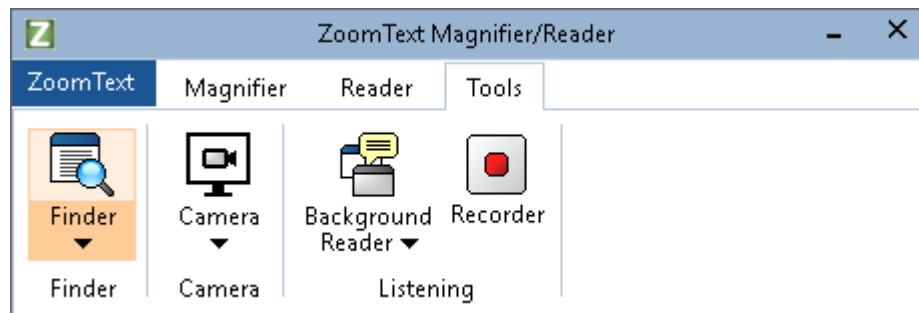 Z ZoomText Magnifier/Reader
ZoomText Magnifier Reader Tools
Finder Camera Background Reader Recorder
Finder Camera Listening